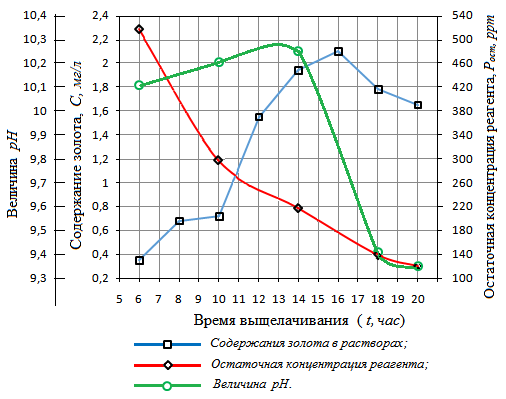 10,4 2,4 540
10,3 2,2 500
10,2 2 460
10,1 1,8 420
10 1,6 380
9,9 1,4 340
9,8 1,2 300
9,7 1 260
9,6 0,8 220
9,5 0,6 180
9,4 0,4 140
9,3 0,2 100
Величина pH
Содержание золота, С, мг/л
Остаточная концентрация реагента, Рост, ppm
5 6 7 8 9 10 11 12 13 14 15 16 17 18 19 20
Время выщелачивания ( t, час)
Содержания золота в растворах;
Остаточная концентрация реагента;
Величина pH.